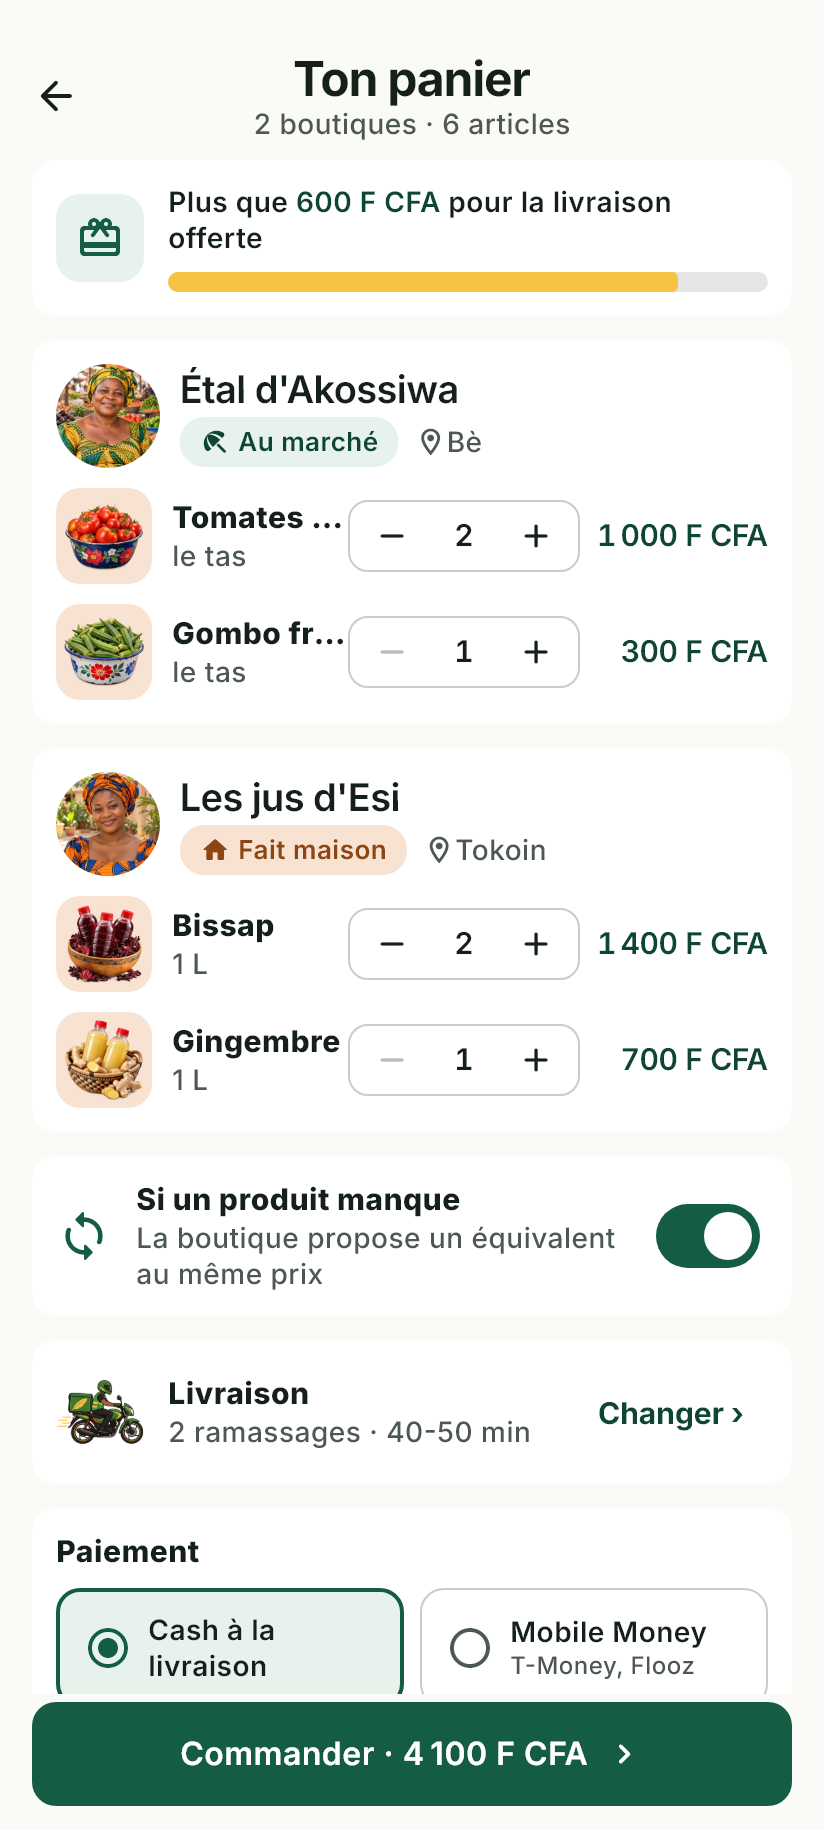 Ton panier
2 boutiques · 6 articles
Plus que 600 F CFA pour la livraison
offerte
Étal d'Akossiwa
Au marché
Bè
Tomates ...
le tas
2
1 000 F CFA
Gombo fr...
le tas
1
300 F CFA
Les jus d'Esi
Fait maison
Tokoin
Bissap
1 L
2
1 400 F CFA
Gingembre
1 L
1
700 F CFA
Si un produit manque
La boutique propose un équivalent
au même prix
Livraison
2 ramassages · 40-50 min
Changer ›
Paiement
Cash à la
livraison
Mobile Money
T-Money, Flooz
Commander · 4 100 F CFA ›